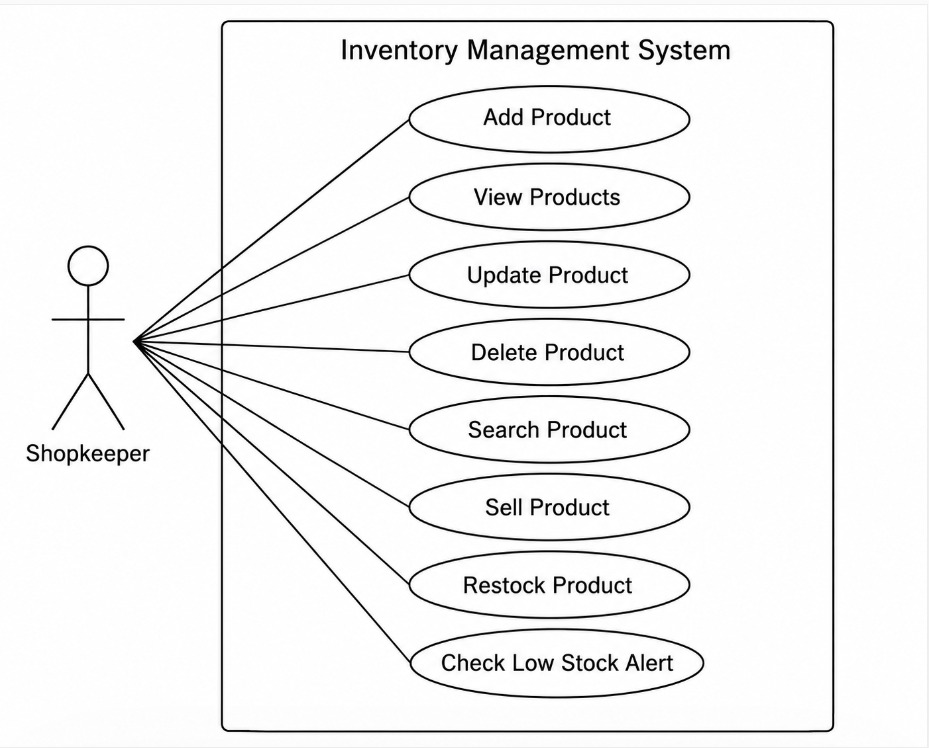 Inventory Management System
Add Product
View Products
Update Product
Delete Product
Search Product
Sell Product
Restock Product
Check Low Stock Alert
Shopkeeper